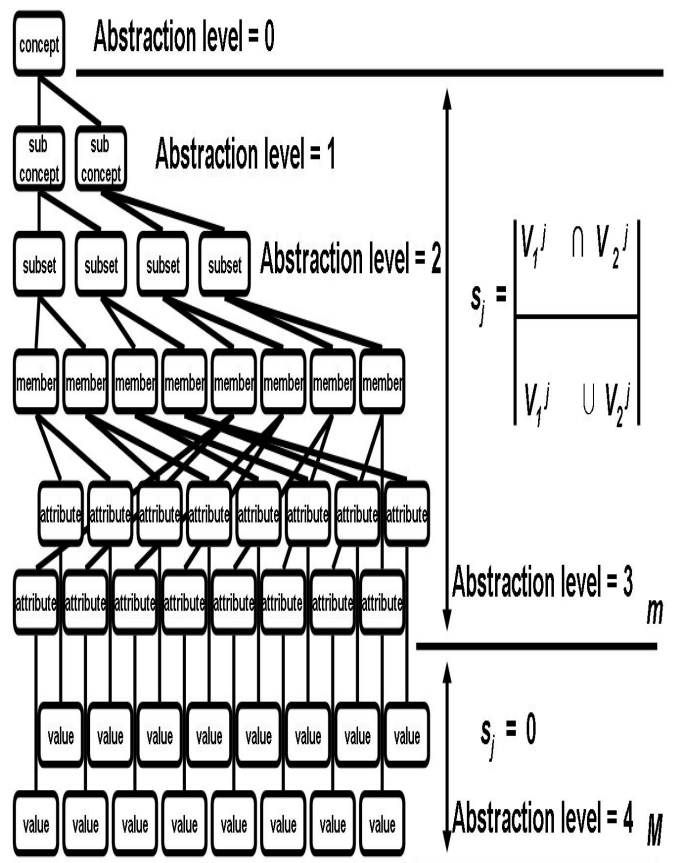 concept Abstraction level = 0
sub concept sub concept Abstraction level = 1
subset subset subset subset Abstraction level = 2
s_j = |V_1^j ∩ V_2^j| / |V_1^j ∪ V_2^j|
member member member member member member member member
attribute attribute attribute attribute attribute attribute attribute attribute
attribute attribute attribute attribute attribute attribute attribute attribute
Abstraction level = 3 m
value value value value value value value value
s_j = 0
value value value value value value value value
Abstraction level = 4 M